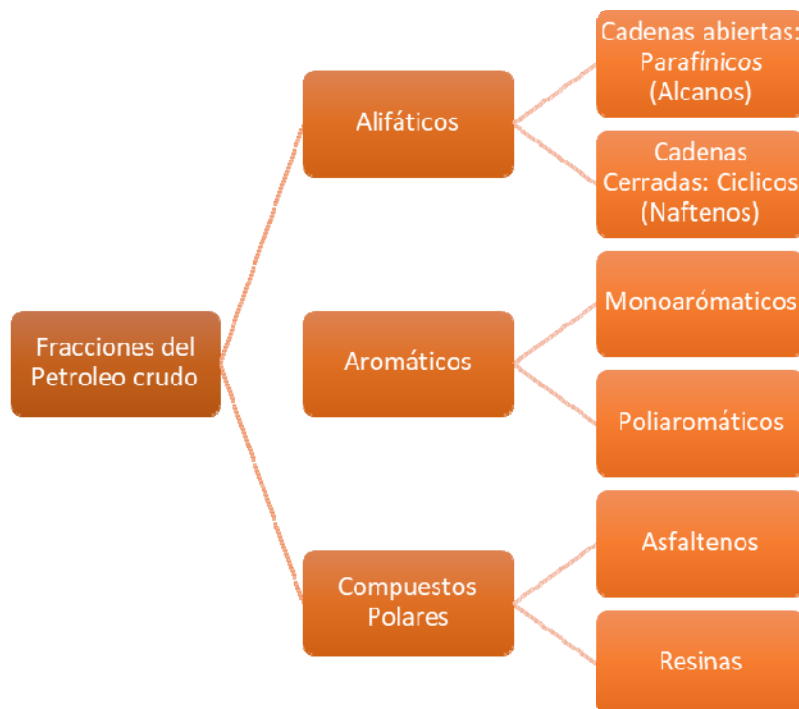 Fracciones del
Petroleo crudo
Alifáticos
Cadenas abiertas:
Parafínicos
(Alcanos)
Cadenas
Cerradas: Ciclicos
(Naftenos)
Aromáticos
Monoarómaticos
Poliaromáticos
Compuestos
Polares
Asfaltenos
Resinas